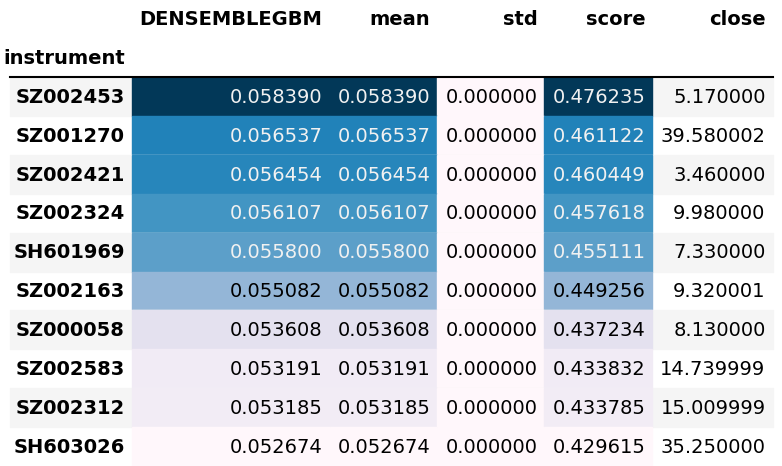 DENSEMBLEGBM mean std score close
instrument
SZ002453 0.058390 0.058390 0.000000 0.476235 5.170000
SZ001270 0.056537 0.056537 0.000000 0.461122 39.580002
SZ002421 0.056454 0.056454 0.000000 0.460449 3.460000
SZ002324 0.056107 0.056107 0.000000 0.457618 9.980000
SH601969 0.055800 0.055800 0.000000 0.455111 7.330000
SZ002163 0.055082 0.055082 0.000000 0.449256 9.320001
SZ000058 0.053608 0.053608 0.000000 0.437234 8.130000
SZ002583 0.053191 0.053191 0.000000 0.433832 14.739999
SZ002312 0.053185 0.053185 0.000000 0.433785 15.009999
SH603026 0.052674 0.052674 0.000000 0.429615 35.250000